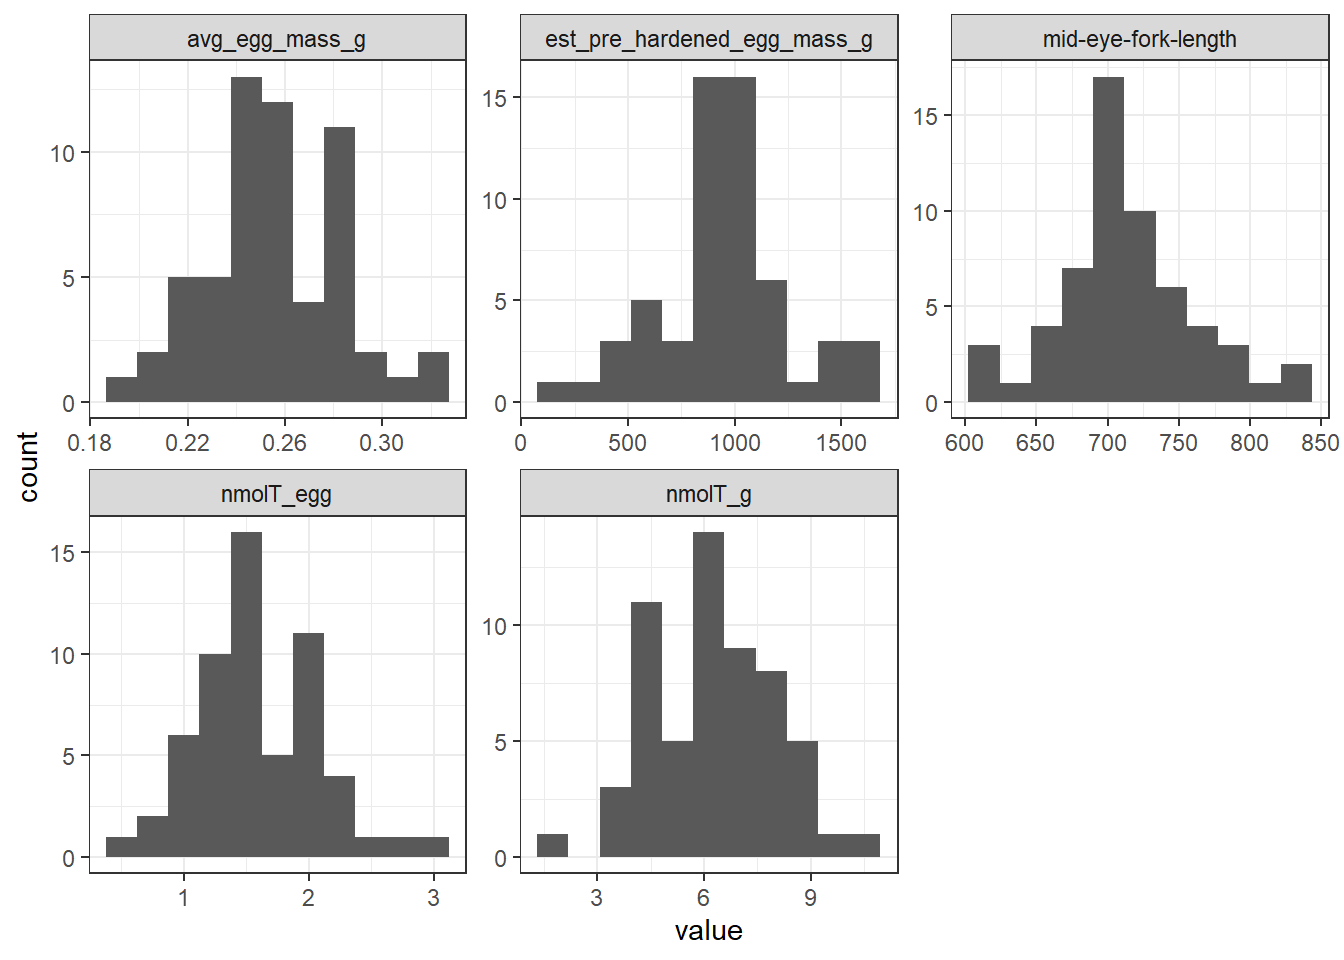 avg_egg_mass_g
est_pre_hardened_egg_mass_g
mid-eye-fork-length
10
5
0
0.18 0.22 0.26 0.30
15
10
5
0
0 500 1000 1500
15
10
5
0
600 650 700 750 800 850
count
nmolT_egg
nmolT_g
15
10
5
0
1 2 3
10
5
0
3 6 9
value